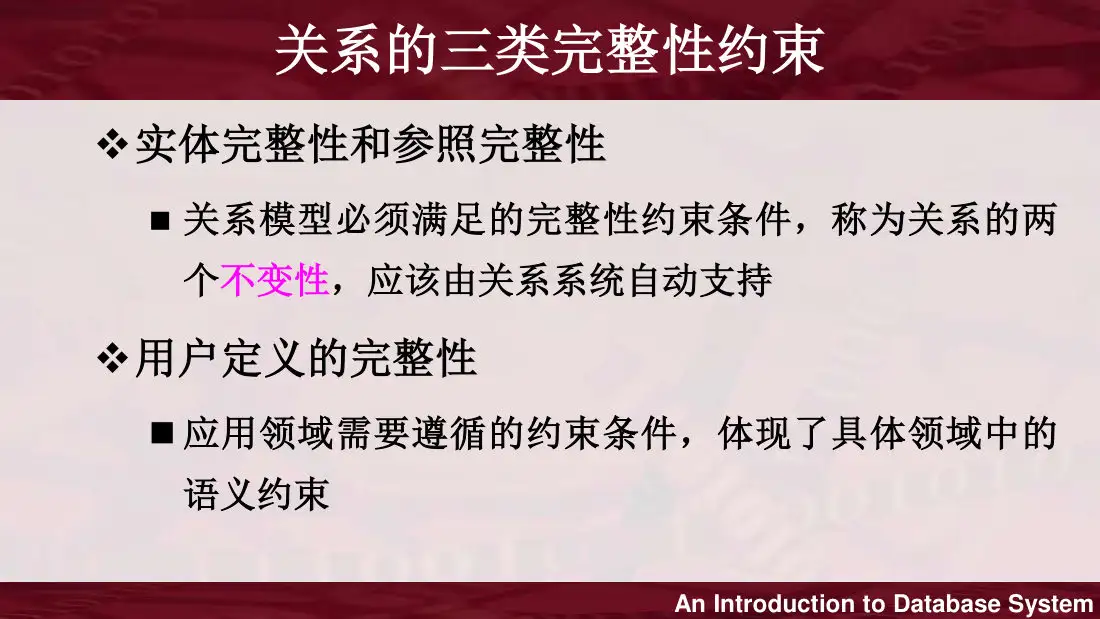 关系的三类完整性约束
❖实体完整性和参照完整性
■ 关系模型必须满足的完整性约束条件，称为关系的两
个不变性，应该由关系系统自动支持
❖用户定义的完整性
■ 应用领域需要遵循的约束条件，体现了具体领域中的
语义约束
An Introduction to Database System